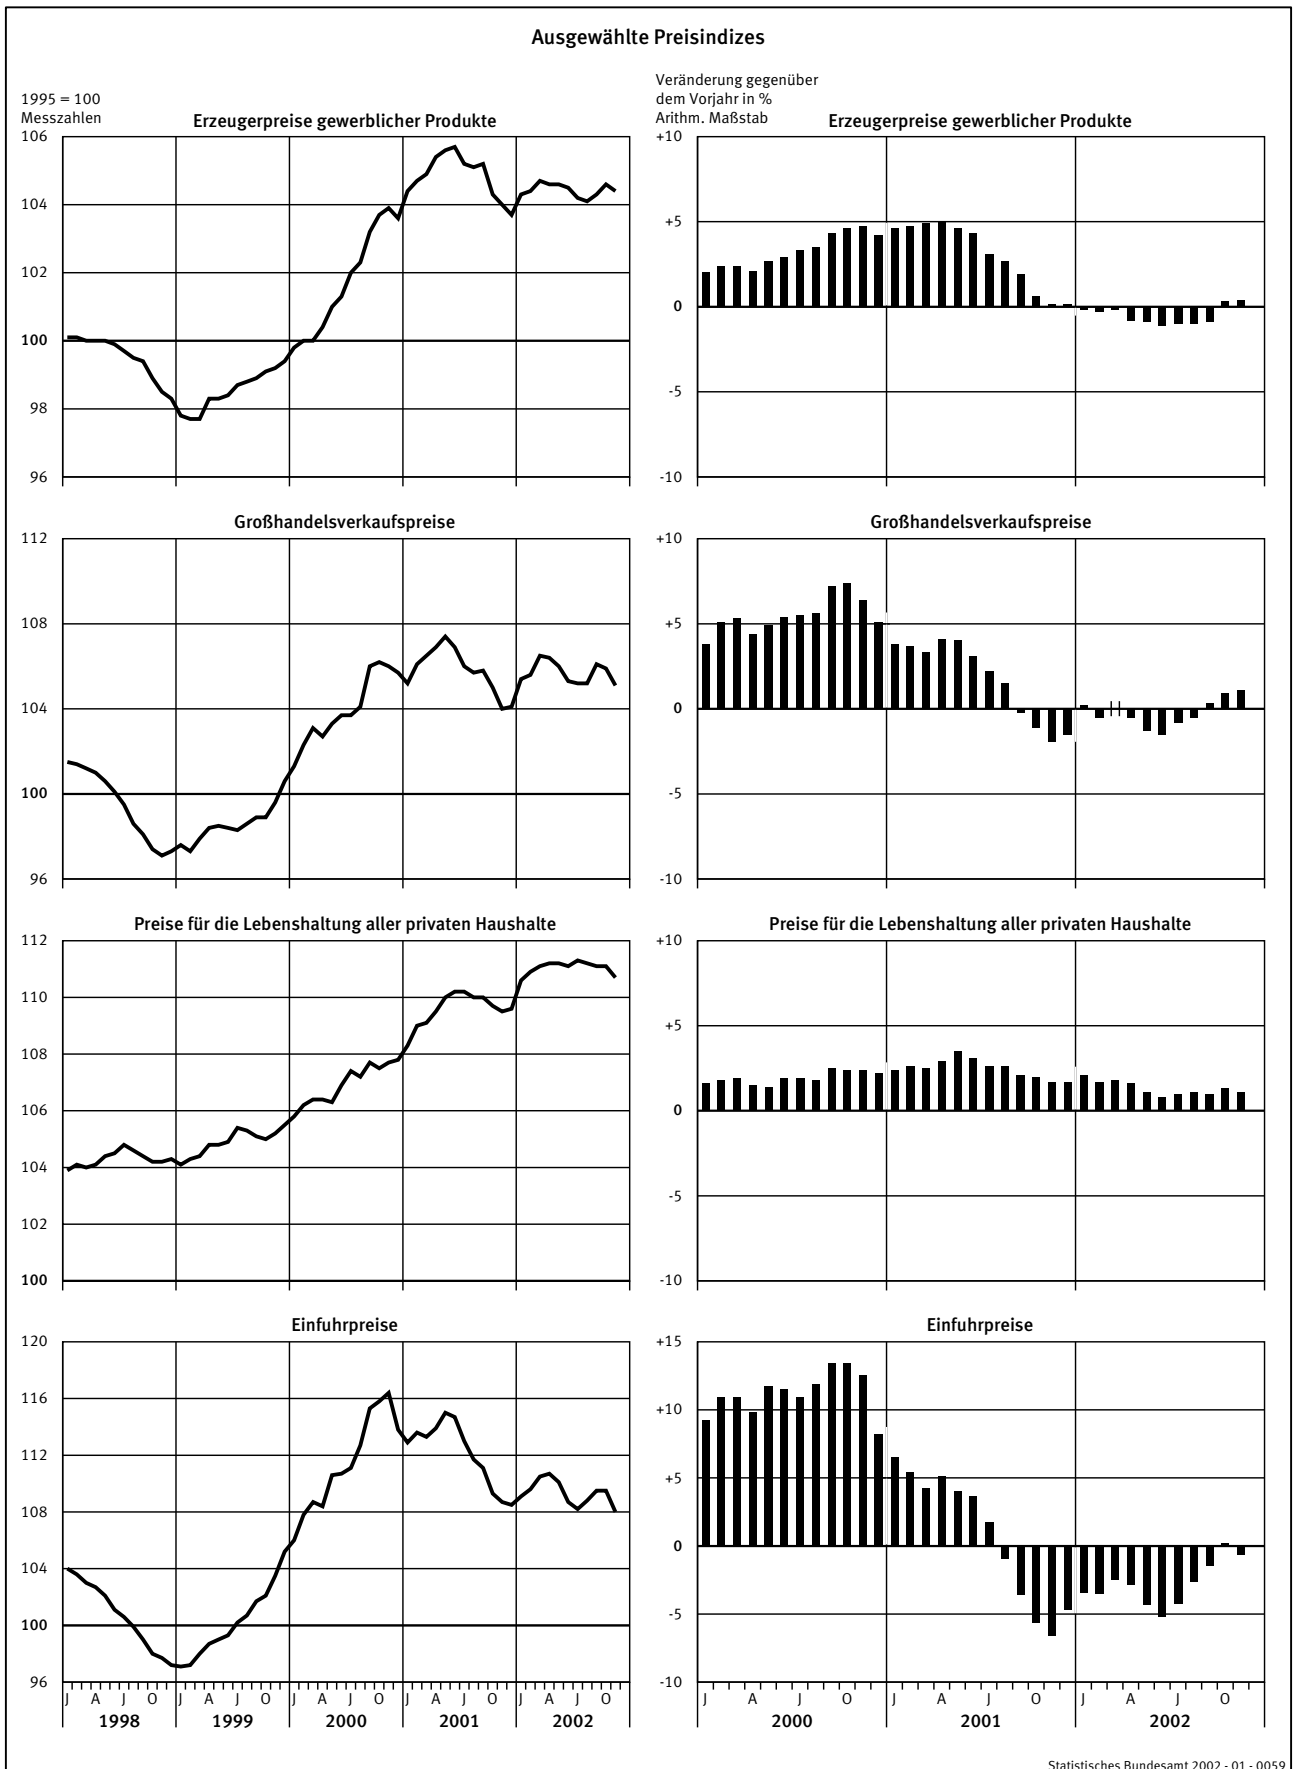 Ausgewählte Preisindizes
1995 = 100
Messzahlen
Veränderung gegenüber
dem Vorjahr in %
Arithm. Maßstab
Erzeugerpreise gewerblicher Produkte
106
104
102
100
98
96
Erzeugerpreise gewerblicher Produkte
+10
+5
0
-5
-10
Großhandelsverkaufspreise
112
108
104
100
96
Großhandelsverkaufspreise
+10
+5
0
-5
-10
Preise für die Lebenshaltung aller privaten Haushalte
112
110
108
106
104
102
100
Preise für die Lebenshaltung aller privaten Haushalte
+10
+5
0
-5
-10
Einfuhrpreise
120
116
112
108
104
100
96
J A J O J A J O J A J O J A J O J A J O
1998 1999 2000 2001 2002
Einfuhrpreise
+15
+10
+5
0
-5
-10
J A J O J A J O J A J O
2000 2001 2002
Statistisches Bundesamt 2002 - 01 - 0059